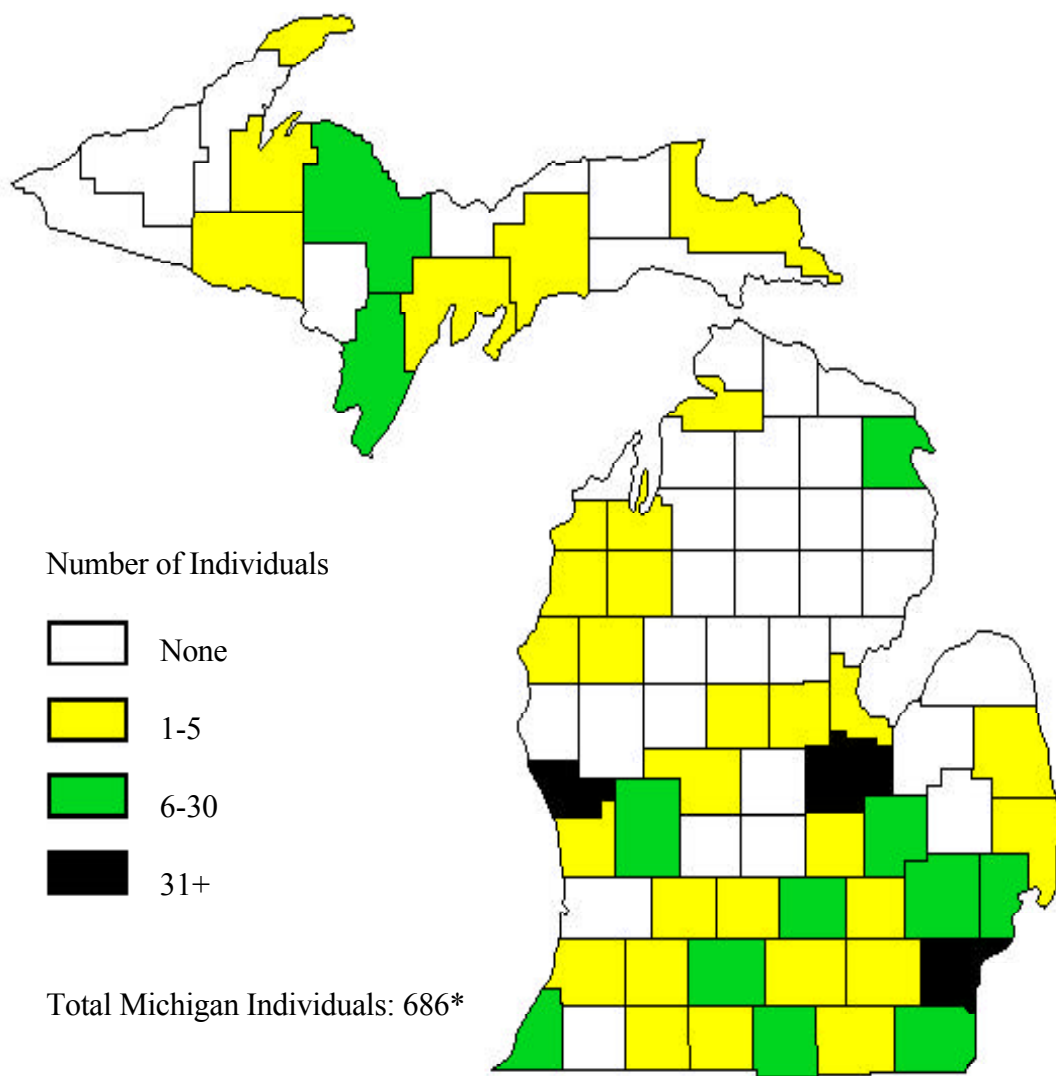 Number of Individuals
None
1-5
6-30
31+
Total Michigan Individuals: 686*